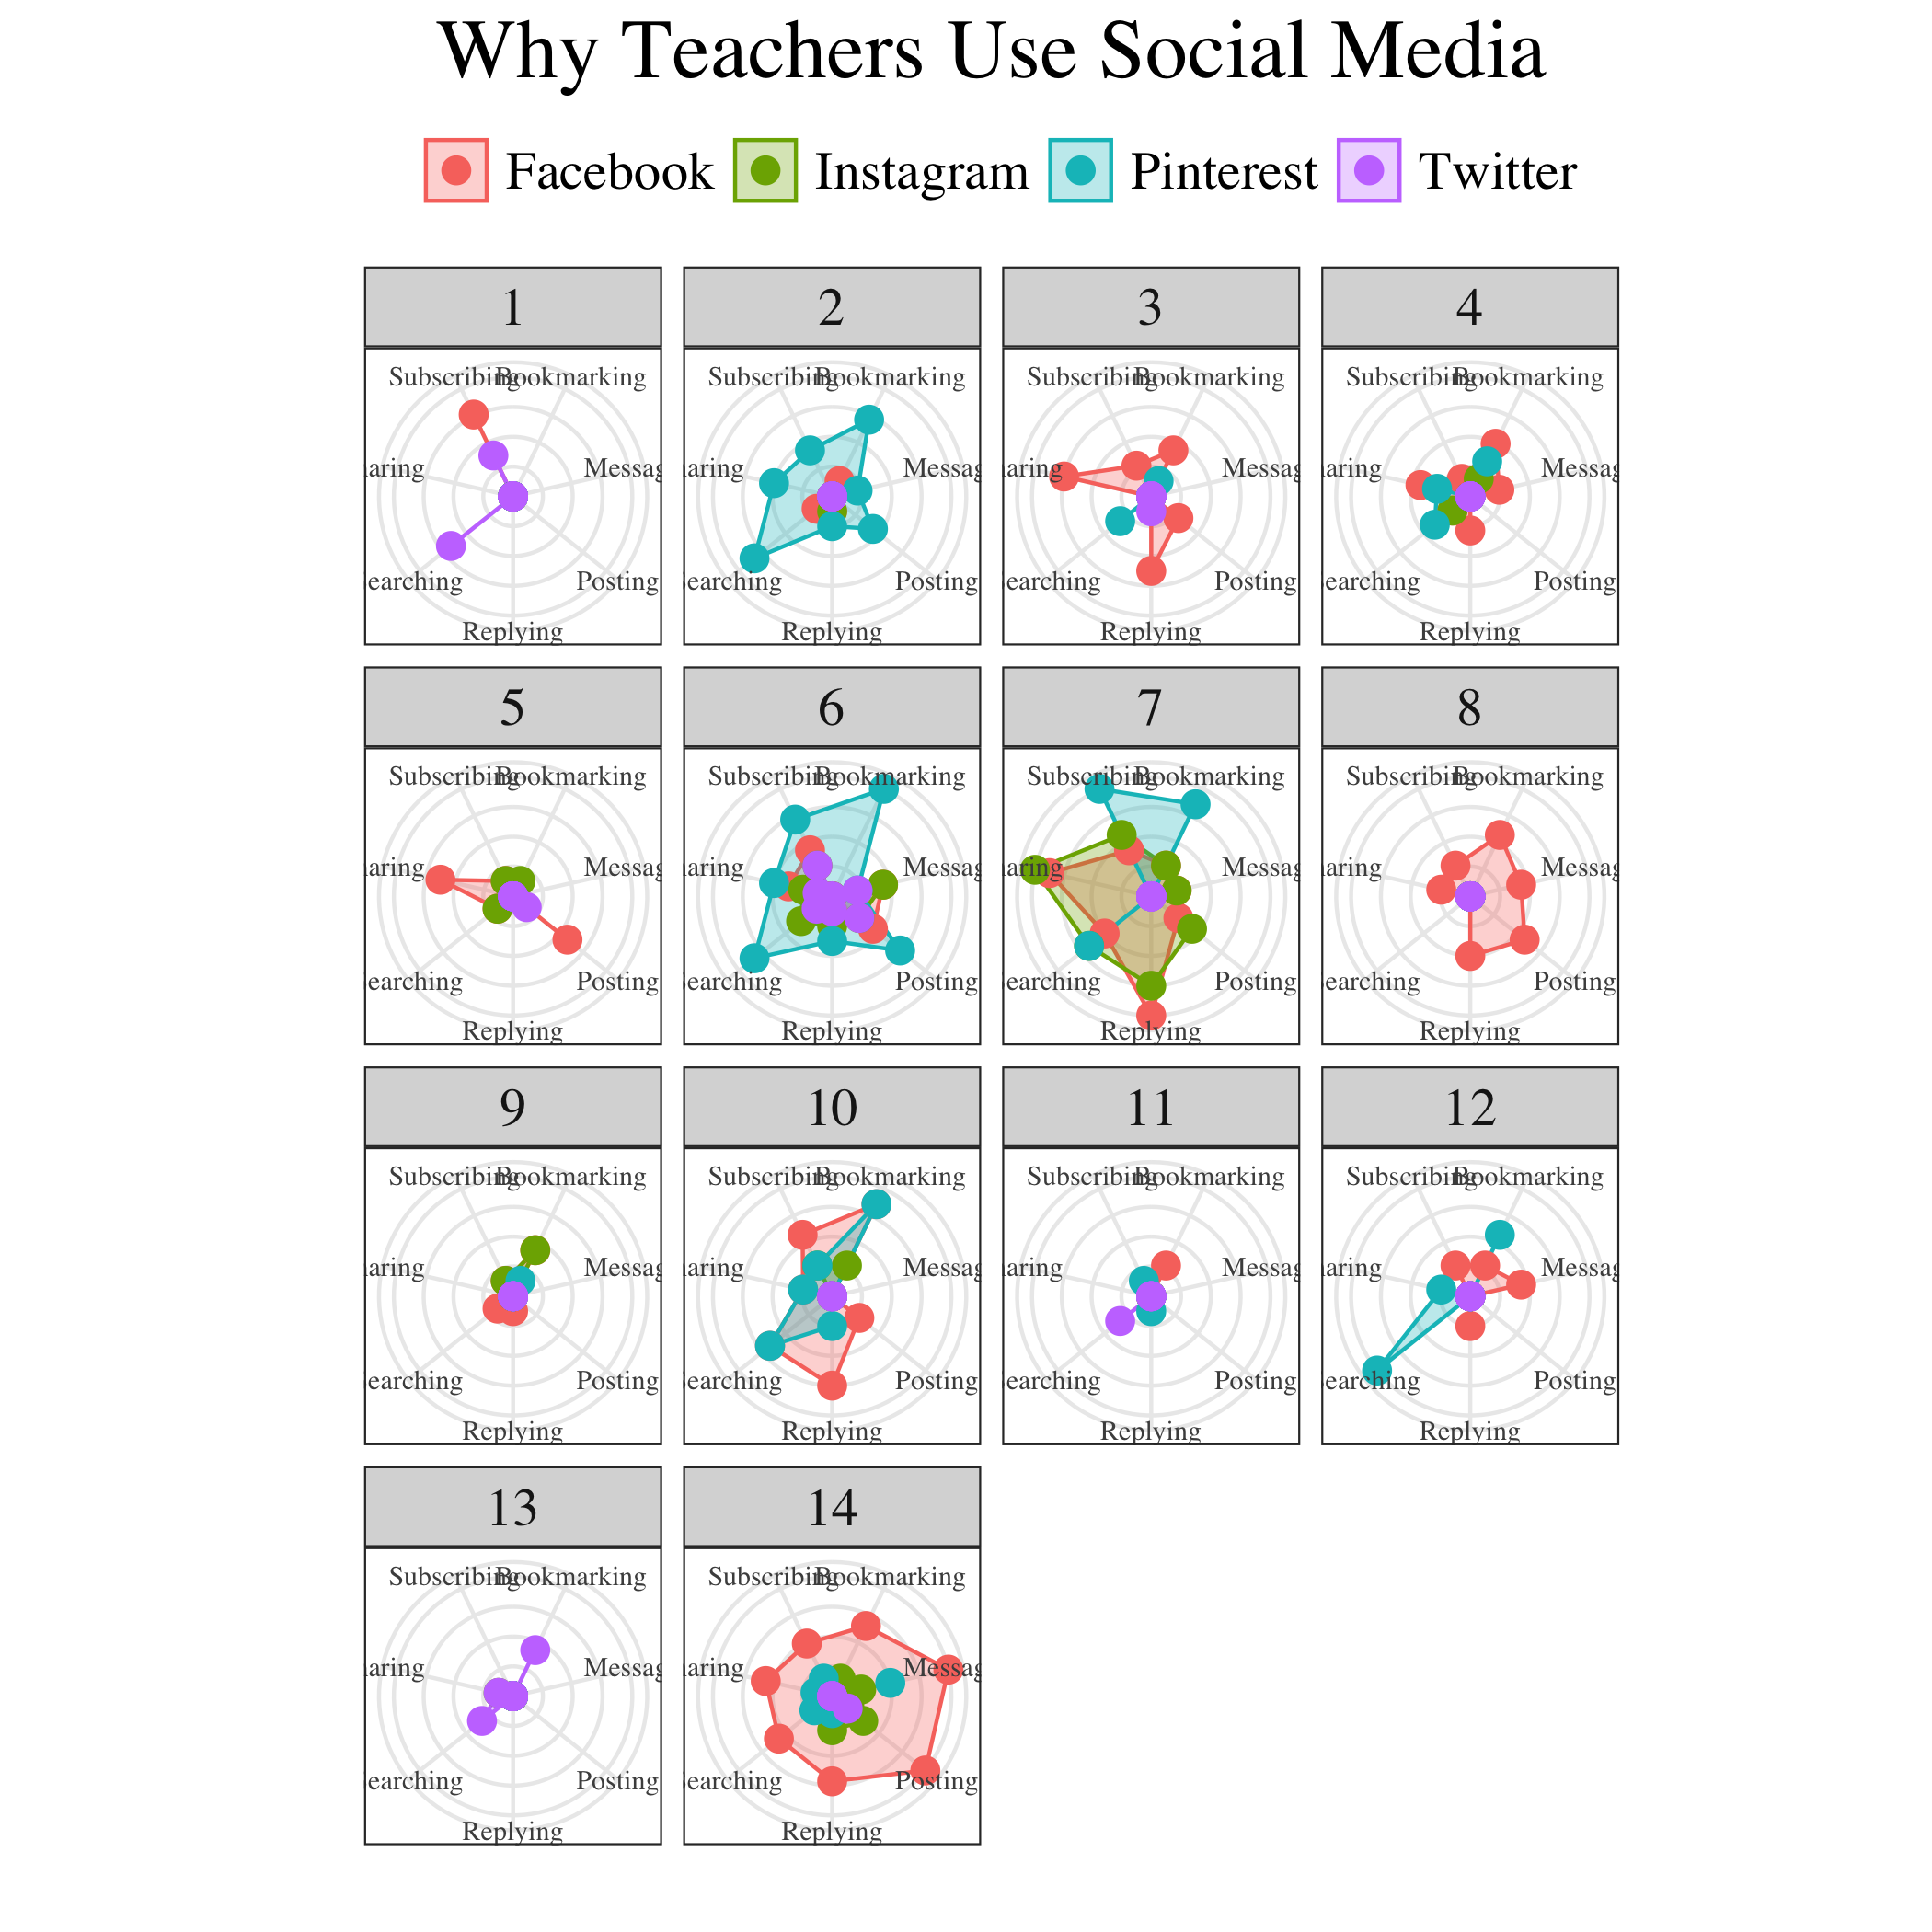 Why Teachers Use Social Media
Facebook Instagram Pinterest Twitter
1
Subscribing Bookmarking
aring Messag
earching Posting
Replying
2
Subscribing Bookmarking
aring Messag
earching Posting
Replying
3
Subscribing Bookmarking
aring Messag
earching Posting
Replying
4
Subscribing Bookmarking
aring Messag
earching Posting
Replying
5
Subscribing Bookmarking
aring Messag
earching Posting
Replying
6
Subscribing Bookmarking
aring Messag
earching Posting
Replying
7
Subscribing Bookmarking
aring Messag
earching Posting
Replying
8
Subscribing Bookmarking
aring Messag
earching Posting
Replying
9
Subscribing Bookmarking
aring Messag
earching Posting
Replying
10
Subscribing Bookmarking
aring Messag
earching Posting
Replying
11
Subscribing Bookmarking
aring Messag
earching Posting
Replying
12
Subscribing Bookmarking
aring Messag
earching Posting
Replying
13
Subscribing Bookmarking
aring Messag
earching Posting
Replying
14
Subscribing Bookmarking
aring Messag
earching Posting
Replying